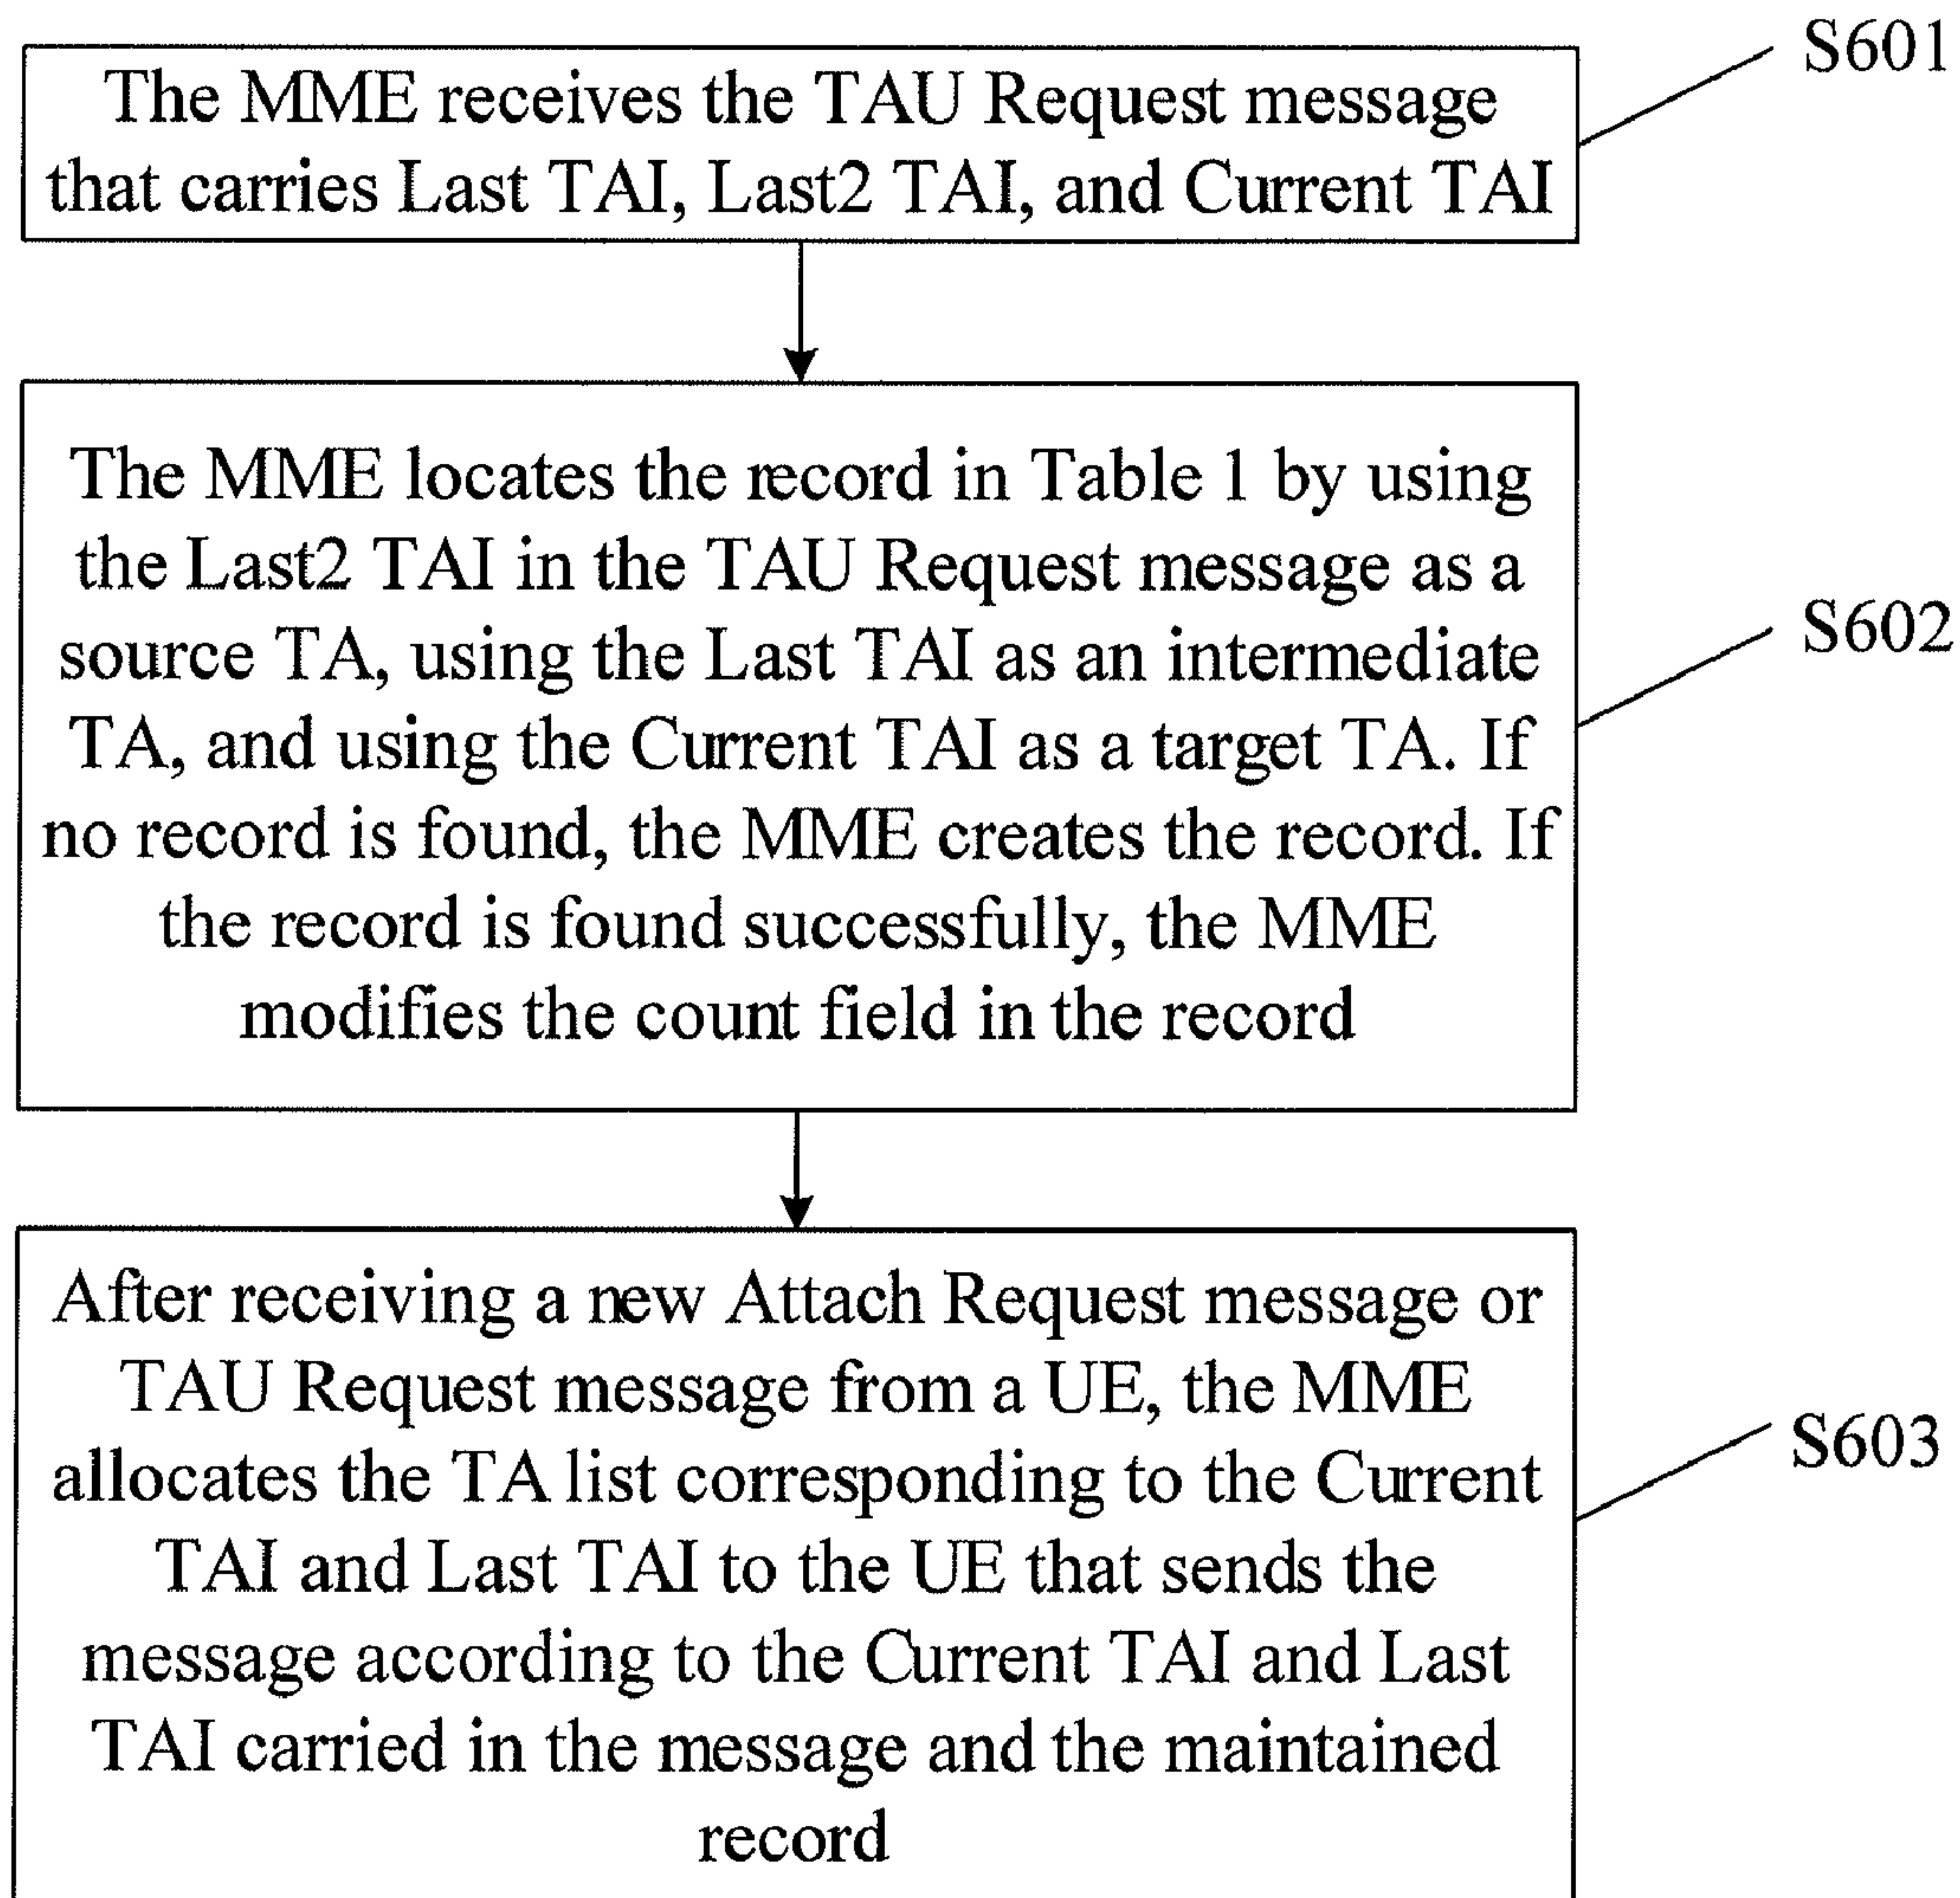 S601
The MME receives the TAU Request message
that carries Last TAI, Last2 TAI, and Current TAI
The MME locates the record in Table 1 by using
the Last2 TAI in the TAU Request message as a
source TA, using the Last TAI as an intermediate
TA, and using the Current TAI as a target TA. If
no record is found, the MME creates the record. If
the record is found successfully, the MME
modifies the count field in the record
S602
After receiving a new Attach Request message or
TAU Request message from a UE, the MME
allocates the TA list corresponding to the Current
TAI and Last TAI to the UE that sends the
message according to the Current TAI and Last
TAI carried in the message and the maintained
record
S603